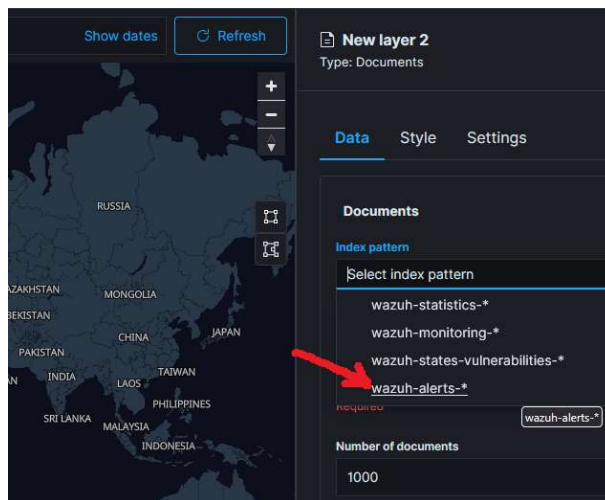 Show dates
Refresh
RUSSIA
MONGOLIA
CHINA
JAPAN
PAKISTAN
INDIA
LAOS
TAIWAN
PHILIPPINES
SRI LANKA
MALAYSIA
INDONESIA
New layer 2
Type: Documents
Data Style Settings
Documents
Index pattern
Select index pattern
wazuh-statistics-*
wazuh-monitoring-*
wazuh-states-vulnerabilities-*
wazuh-alerts-*
Required
wazuh-alerts-*
Number of documents
1000